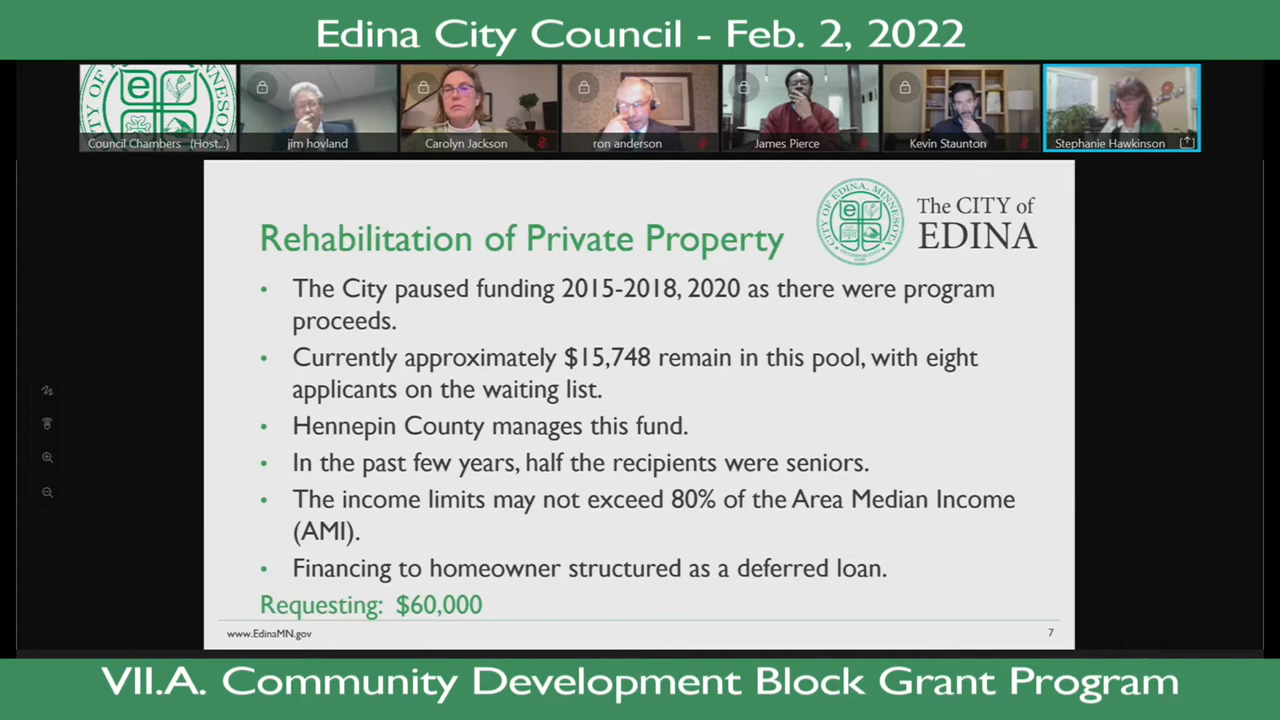 Edina City Council - Feb. 2, 2022
Council Chambers (Host...)
jim hovland
Carolyn Jackson
ron anderson
James Pierce
Kevin Staunton
Stephanie Hawkinson
The CITY of
EDINA
Rehabilitation of Private Property
• The City paused funding 2015-2018, 2020 as there were program
proceeds.
• Currently approximately $15,748 remain in this pool, with eight
applicants on the waiting list.
• Hennepin County manages this fund.
• In the past few years, half the recipients were seniors.
• The income limits may not exceed 80% of the Area Median Income
(AMI).
• Financing to homeowner structured as a deferred loan.
Requesting: $60,000
www.EdinaMN.gov
7
VII.A. Community Development Block Grant Program